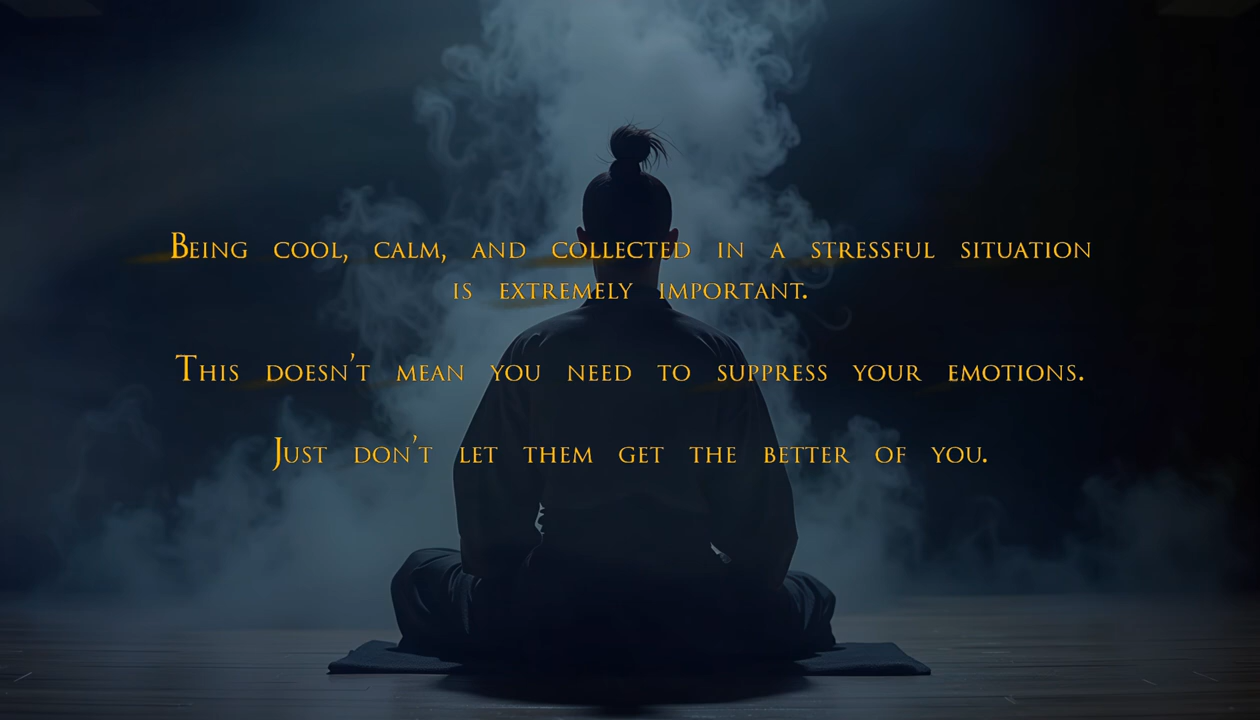 Being cool, calm, and collected in a stressful situation
is extremely important.
This doesn't mean you need to suppress your emotions.
Just don't let them get the better of you.